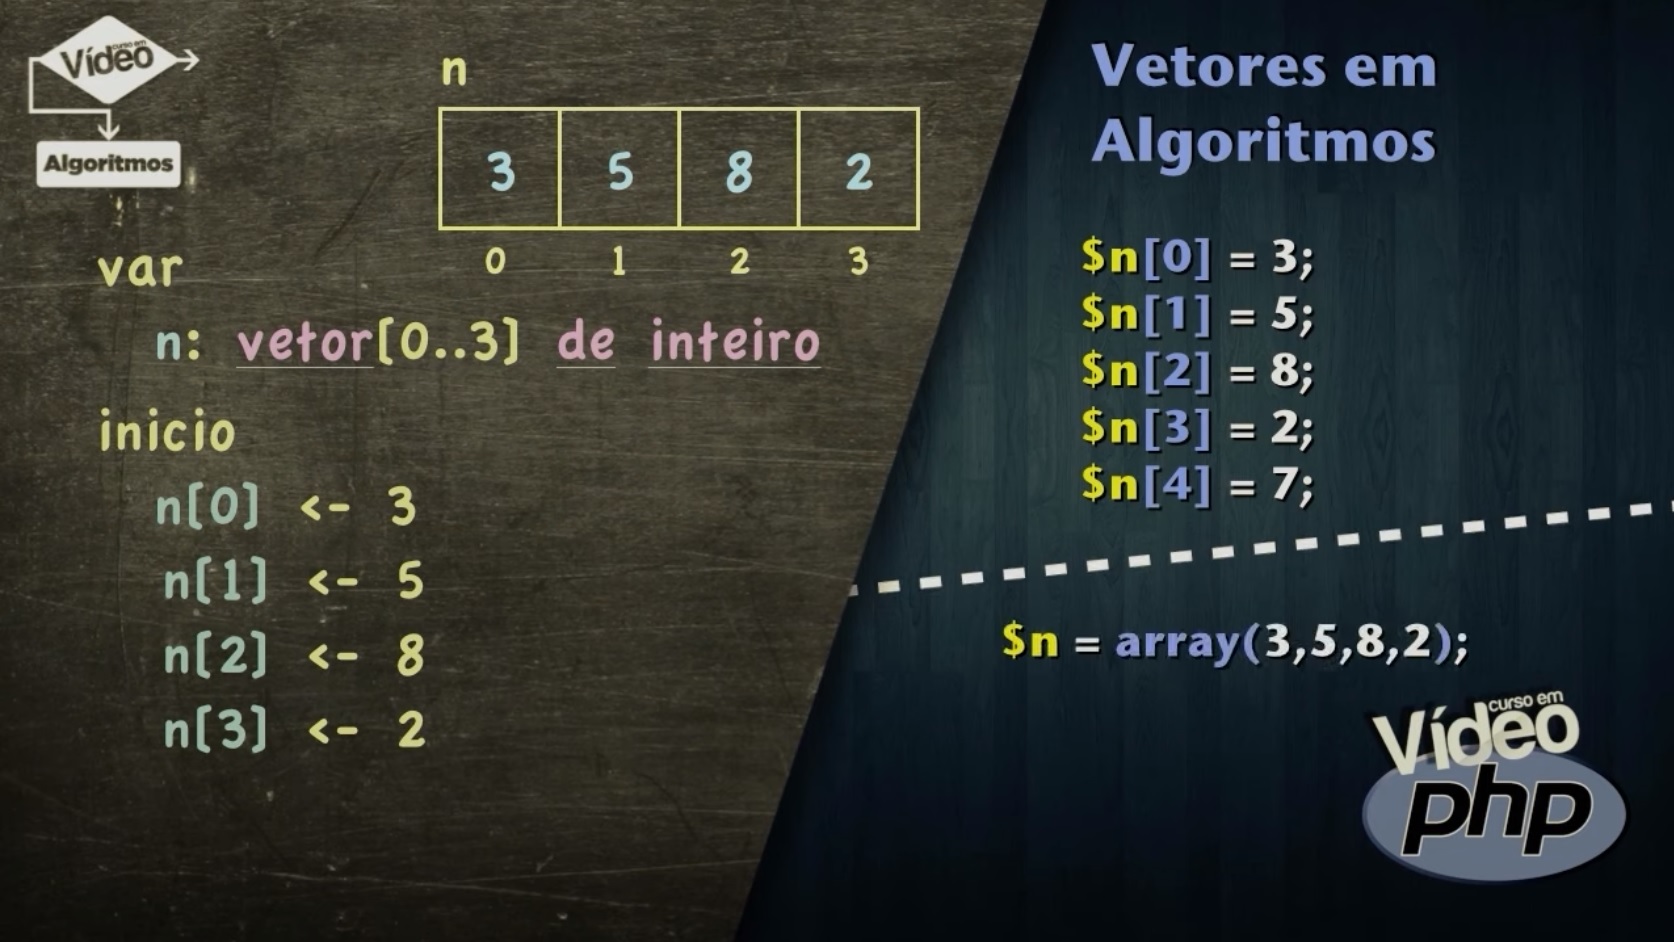 curso em
Vídeo
Algoritmos
n
3 5 8 2
0 1 2 3
var
n: vetor[0..3] de inteiro
inicio
n[0] <- 3
n[1] <- 5
n[2] <- 8
n[3] <- 2
Vetores em
Algoritmos
$n[0] = 3;
$n[1] = 5;
$n[2] = 8;
$n[3] = 2;
$n[4] = 7;
$n = array(3,5,8,2);
curso em
Vídeo
php